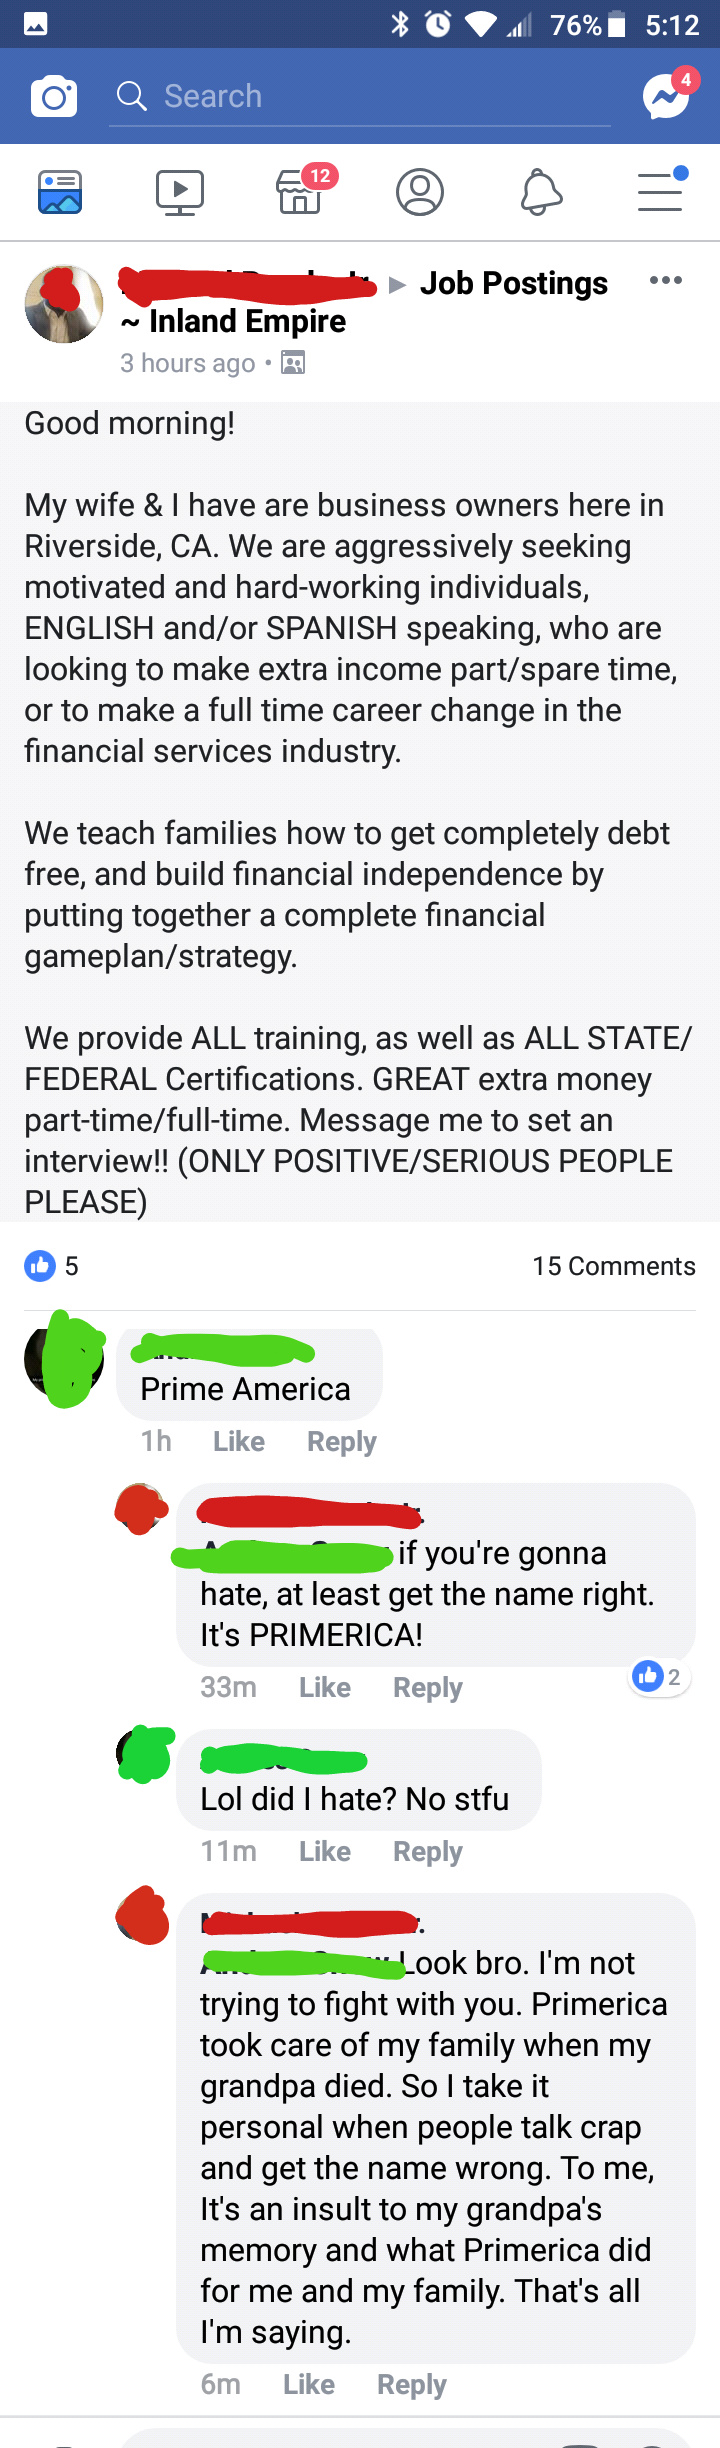 76% 5:12
Search
4
12
Job Postings
~ Inland Empire
3 hours ago •
Good morning!
My wife & I have are business owners here in
Riverside, CA. We are aggressively seeking
motivated and hard-working individuals,
ENGLISH and/or SPANISH speaking, who are
looking to make extra income part/spare time,
or to make a full time career change in the
financial services industry.
We teach families how to get completely debt
free, and build financial independence by
putting together a complete financial
gameplan/strategy.
We provide ALL training, as well as ALL STATE/
FEDERAL Certifications. GREAT extra money
part-time/full-time. Message me to set an
interview!! (ONLY POSITIVE/SERIOUS PEOPLE
PLEASE)
5 15 Comments
Prime America
1h Like Reply
if you're gonna
hate, at least get the name right.
It's PRIMERICA!
33m Like Reply 2
Lol did I hate? No stfu
11m Like Reply
Look bro. I'm not
trying to fight with you. Primerica
took care of my family when my
grandpa died. So I take it
personal when people talk crap
and get the name wrong. To me,
It's an insult to my grandpa's
memory and what Primerica did
for me and my family. That's all
I'm saying.
6m Like Reply